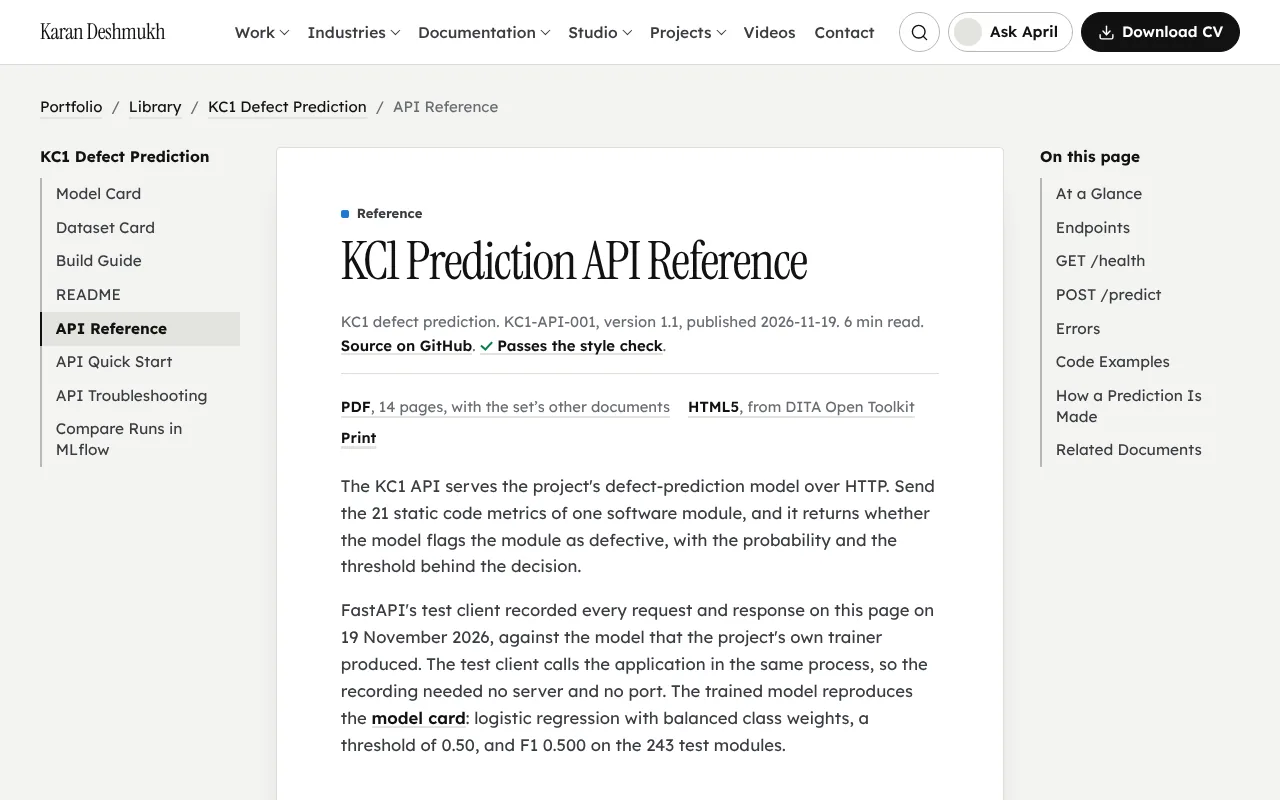 Karan Deshmukh
Work
Industries
Documentation
Studio
Projects
Videos
Contact
Ask April
Download CV
Portfolio / Library / KC1 Defect Prediction / API Reference
KC1 Defect Prediction
Model Card
Dataset Card
Build Guide
README
API Reference
API Quick Start
API Troubleshooting
Compare Runs in
MLflow
Reference
KC1 Prediction API Reference
KC1 defect prediction. KC1-API-001, version 1.1, published 2026-11-19. 6 min read.
Source on GitHub. ✓ Passes the style check.
PDF, 14 pages, with the set’s other documents HTML5, from DITA Open Toolkit
Print
The KC1 API serves the project's defect-prediction model over HTTP. Send
the 21 static code metrics of one software module, and it returns whether
the model flags the module as defective, with the probability and the
threshold behind the decision.
FastAPI's test client recorded every request and response on this page on
19 November 2026, against the model that the project's own trainer
produced. The test client calls the application in the same process, so the
recording needed no server and no port. The trained model reproduces
the model card: logistic regression with balanced class weights, a
threshold of 0.50, and F1 0.500 on the 243 test modules.
On this page
At a Glance
Endpoints
GET /health
POST /predict
Errors
Code Examples
How a Prediction Is
Made
Related Documents